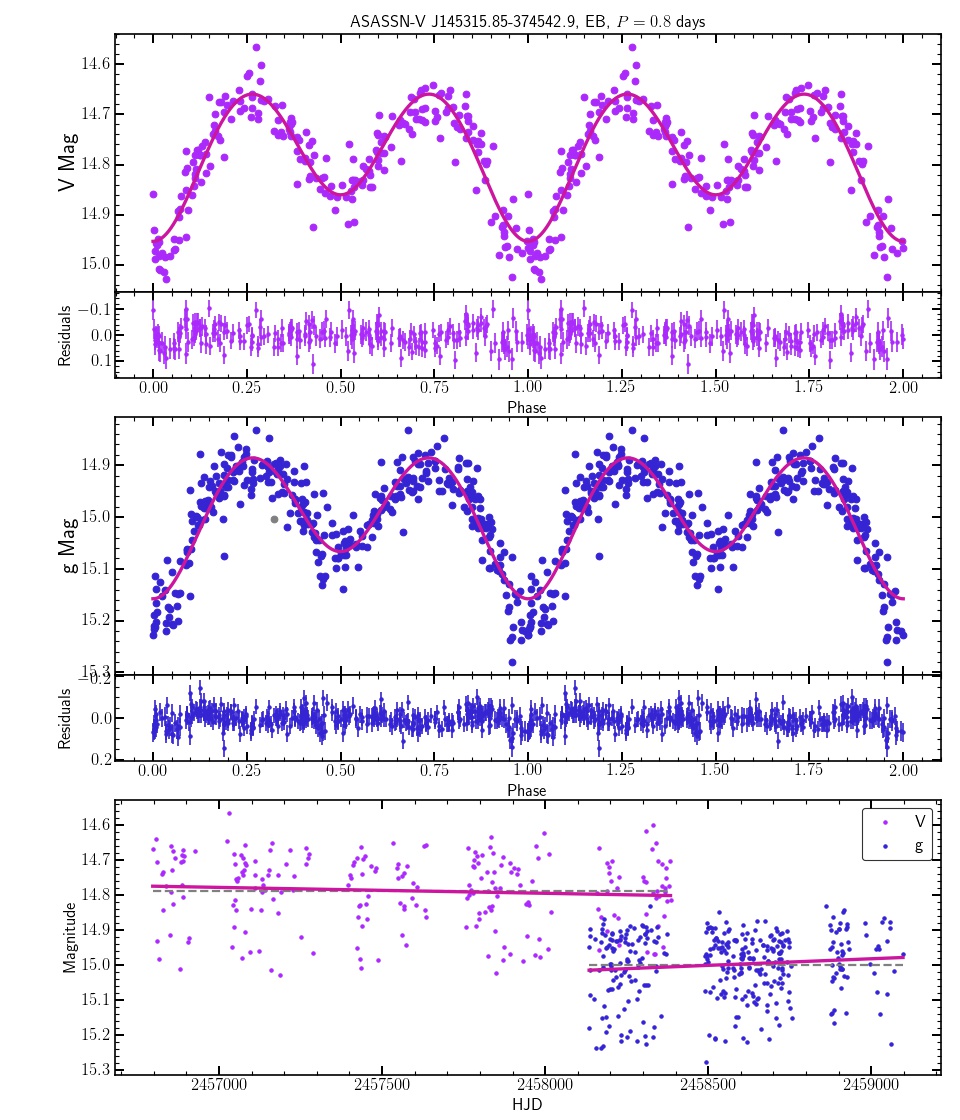 ASASSN-V J145315.85-374542.9, EB, P = 0.8 days
14.6
14.7
14.8
14.9
15.0
V Mag
−0.1
0.0
0.1
Residuals
0.00 0.25 0.50 0.75 1.00 1.25 1.50 1.75 2.00
Phase
14.9
15.0
15.1
15.2
15.3
g Mag
−0.2
0.0
0.2
Residuals
0.00 0.25 0.50 0.75 1.00 1.25 1.50 1.75 2.00
Phase
14.6
14.7
14.8
14.9
15.0
15.1
15.2
15.3
Magnitude
V
g
2457000 2457500 2458000 2458500 2459000
HJD